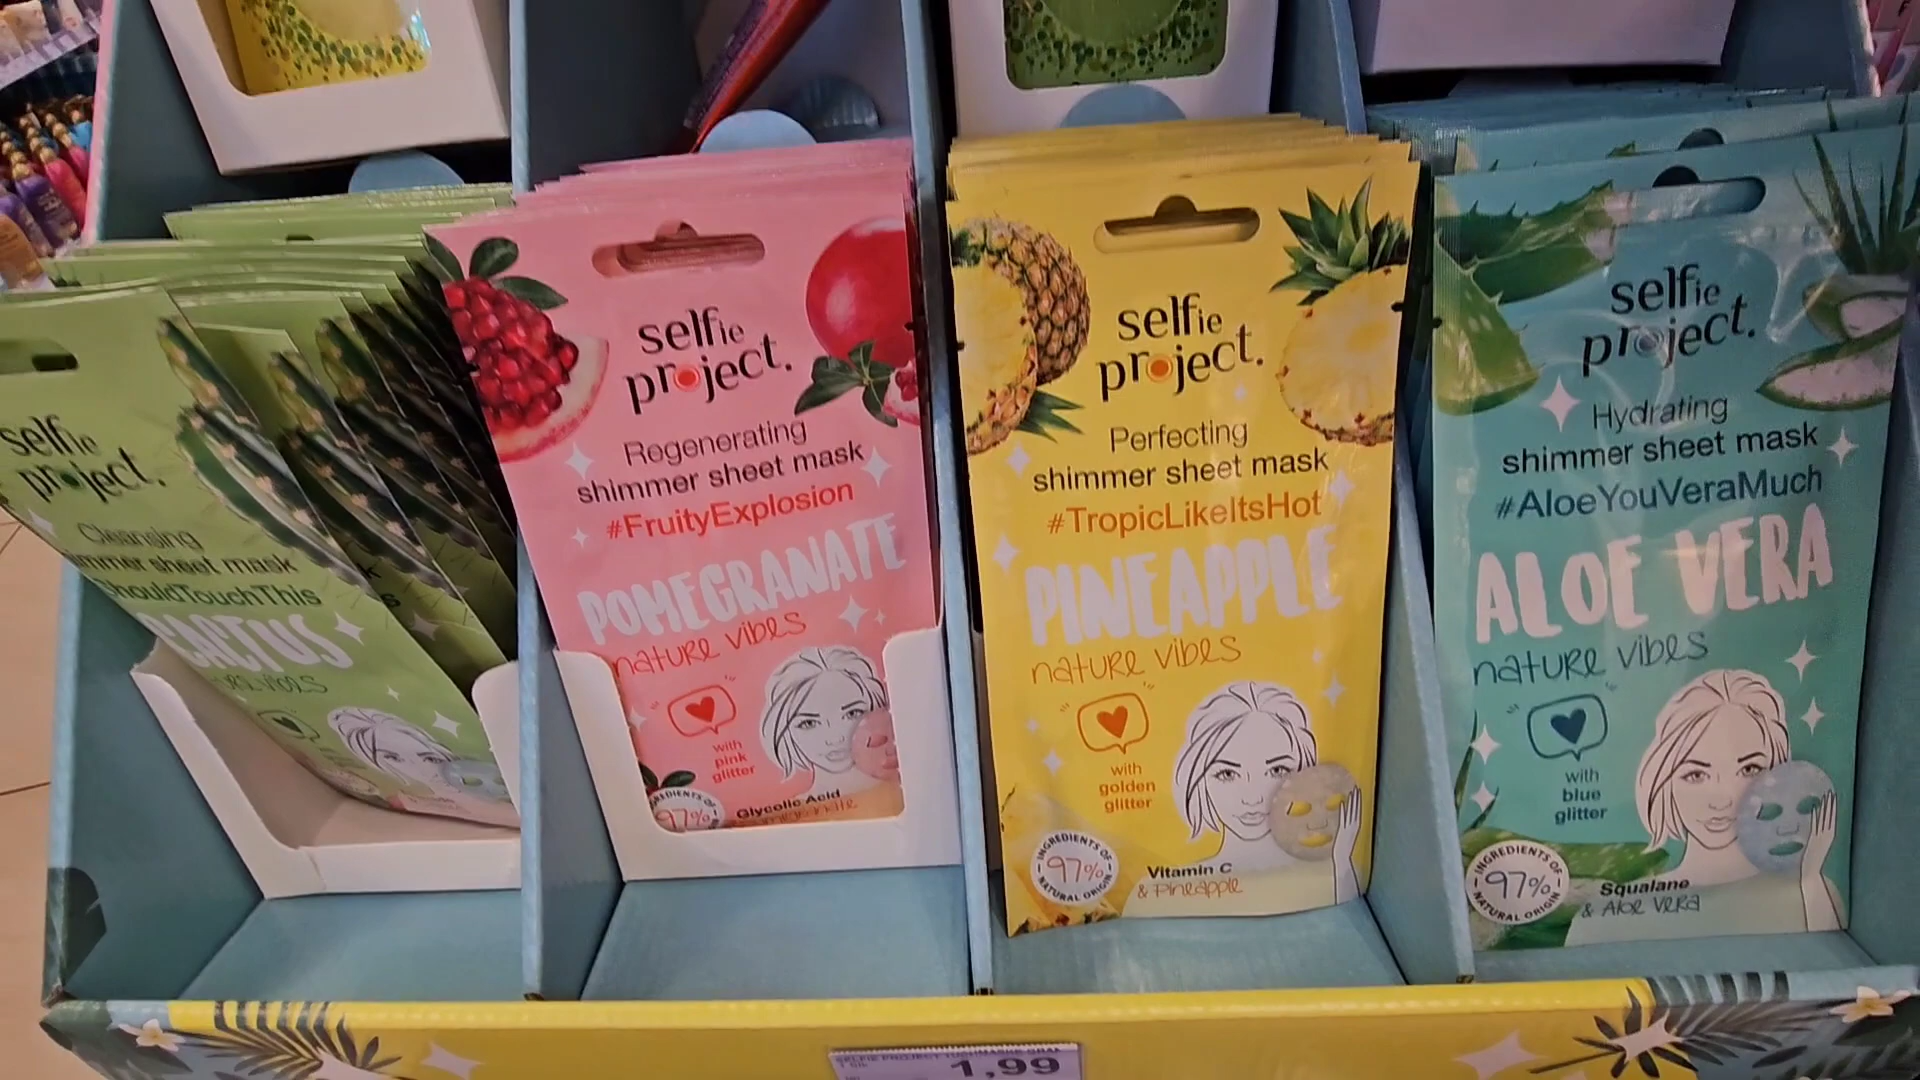 selfie
project.
Cleansing
sheet mask
ShouldTouchThis
CACTUS
selfie
project.
Regenerating
shimmer sheet mask
#FruityExplosion
POMEGRANATE
nature vibes
with
pink
glitter
97%
Glycolic Acid
selfie
project.
Perfecting
shimmer sheet mask
#TropicLikeItsHot
PINEAPPLE
nature vibes
with
golden
glitter
INGREDIENTS OF
97%
NATURAL ORIGIN
Vitamin C
& Pineapple
selfie
project.
Hydrating
shimmer sheet mask
#AloeYouVeraMuch
ALOE VERA
nature vibes
with
blue
glitter
INGREDIENTS OF
97%
NATURAL ORIGIN
Squalane
& Aloe Vera
SELFIE PROJECT
1,99